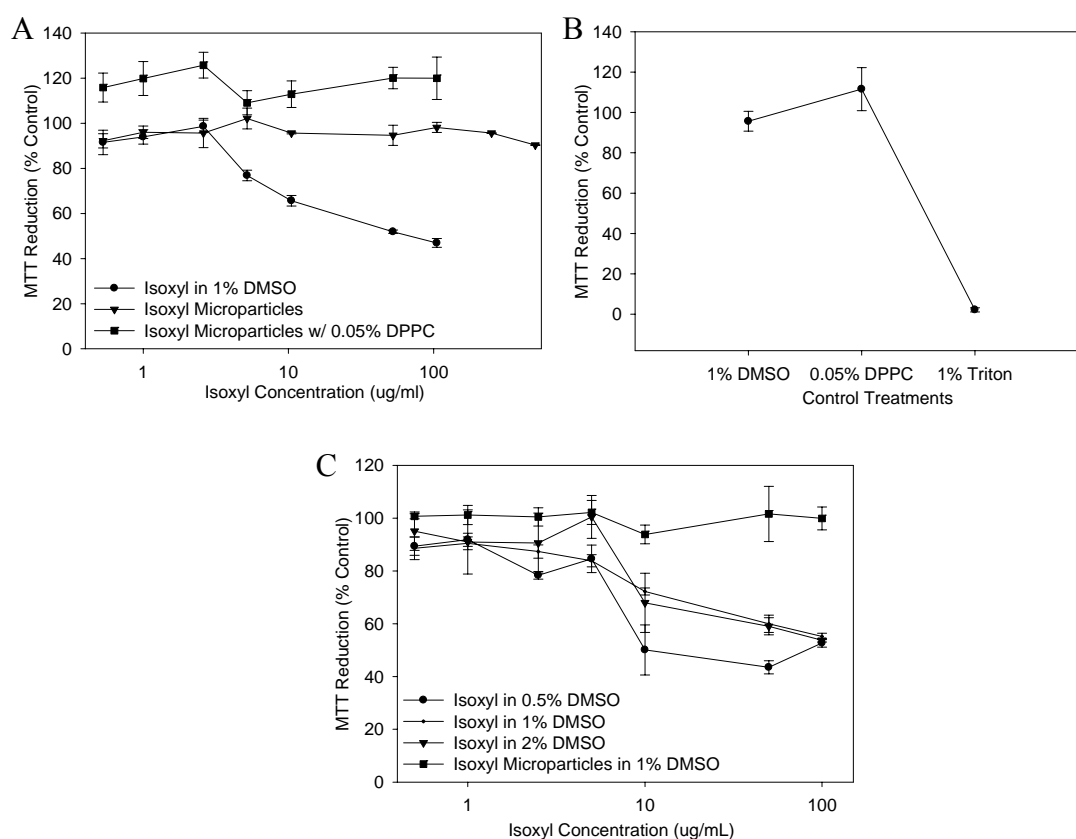 A
MTT Reduction (% Control)
140
120
100
80
60
40
20
0
Isoxyl in 1% DMSO
Isoxyl Microparticles
Isoxyl Microparticles w/ 0.05% DPPC
1 10 100
Isoxyl Concentration (ug/ml)
B
MTT Reduction (% Control)
140
120
100
80
60
40
20
0
1% DMSO 0.05% DPPC 1% Triton
Control Treatments
C
MTT Reduction (% Control)
120
100
80
60
40
20
0
Isoxyl in 0.5% DMSO
Isoxyl in 1% DMSO
Isoxyl in 2% DMSO
Isoxyl Microparticles in 1% DMSO
1 10 100
Isoxyl Concentration (ug/mL)